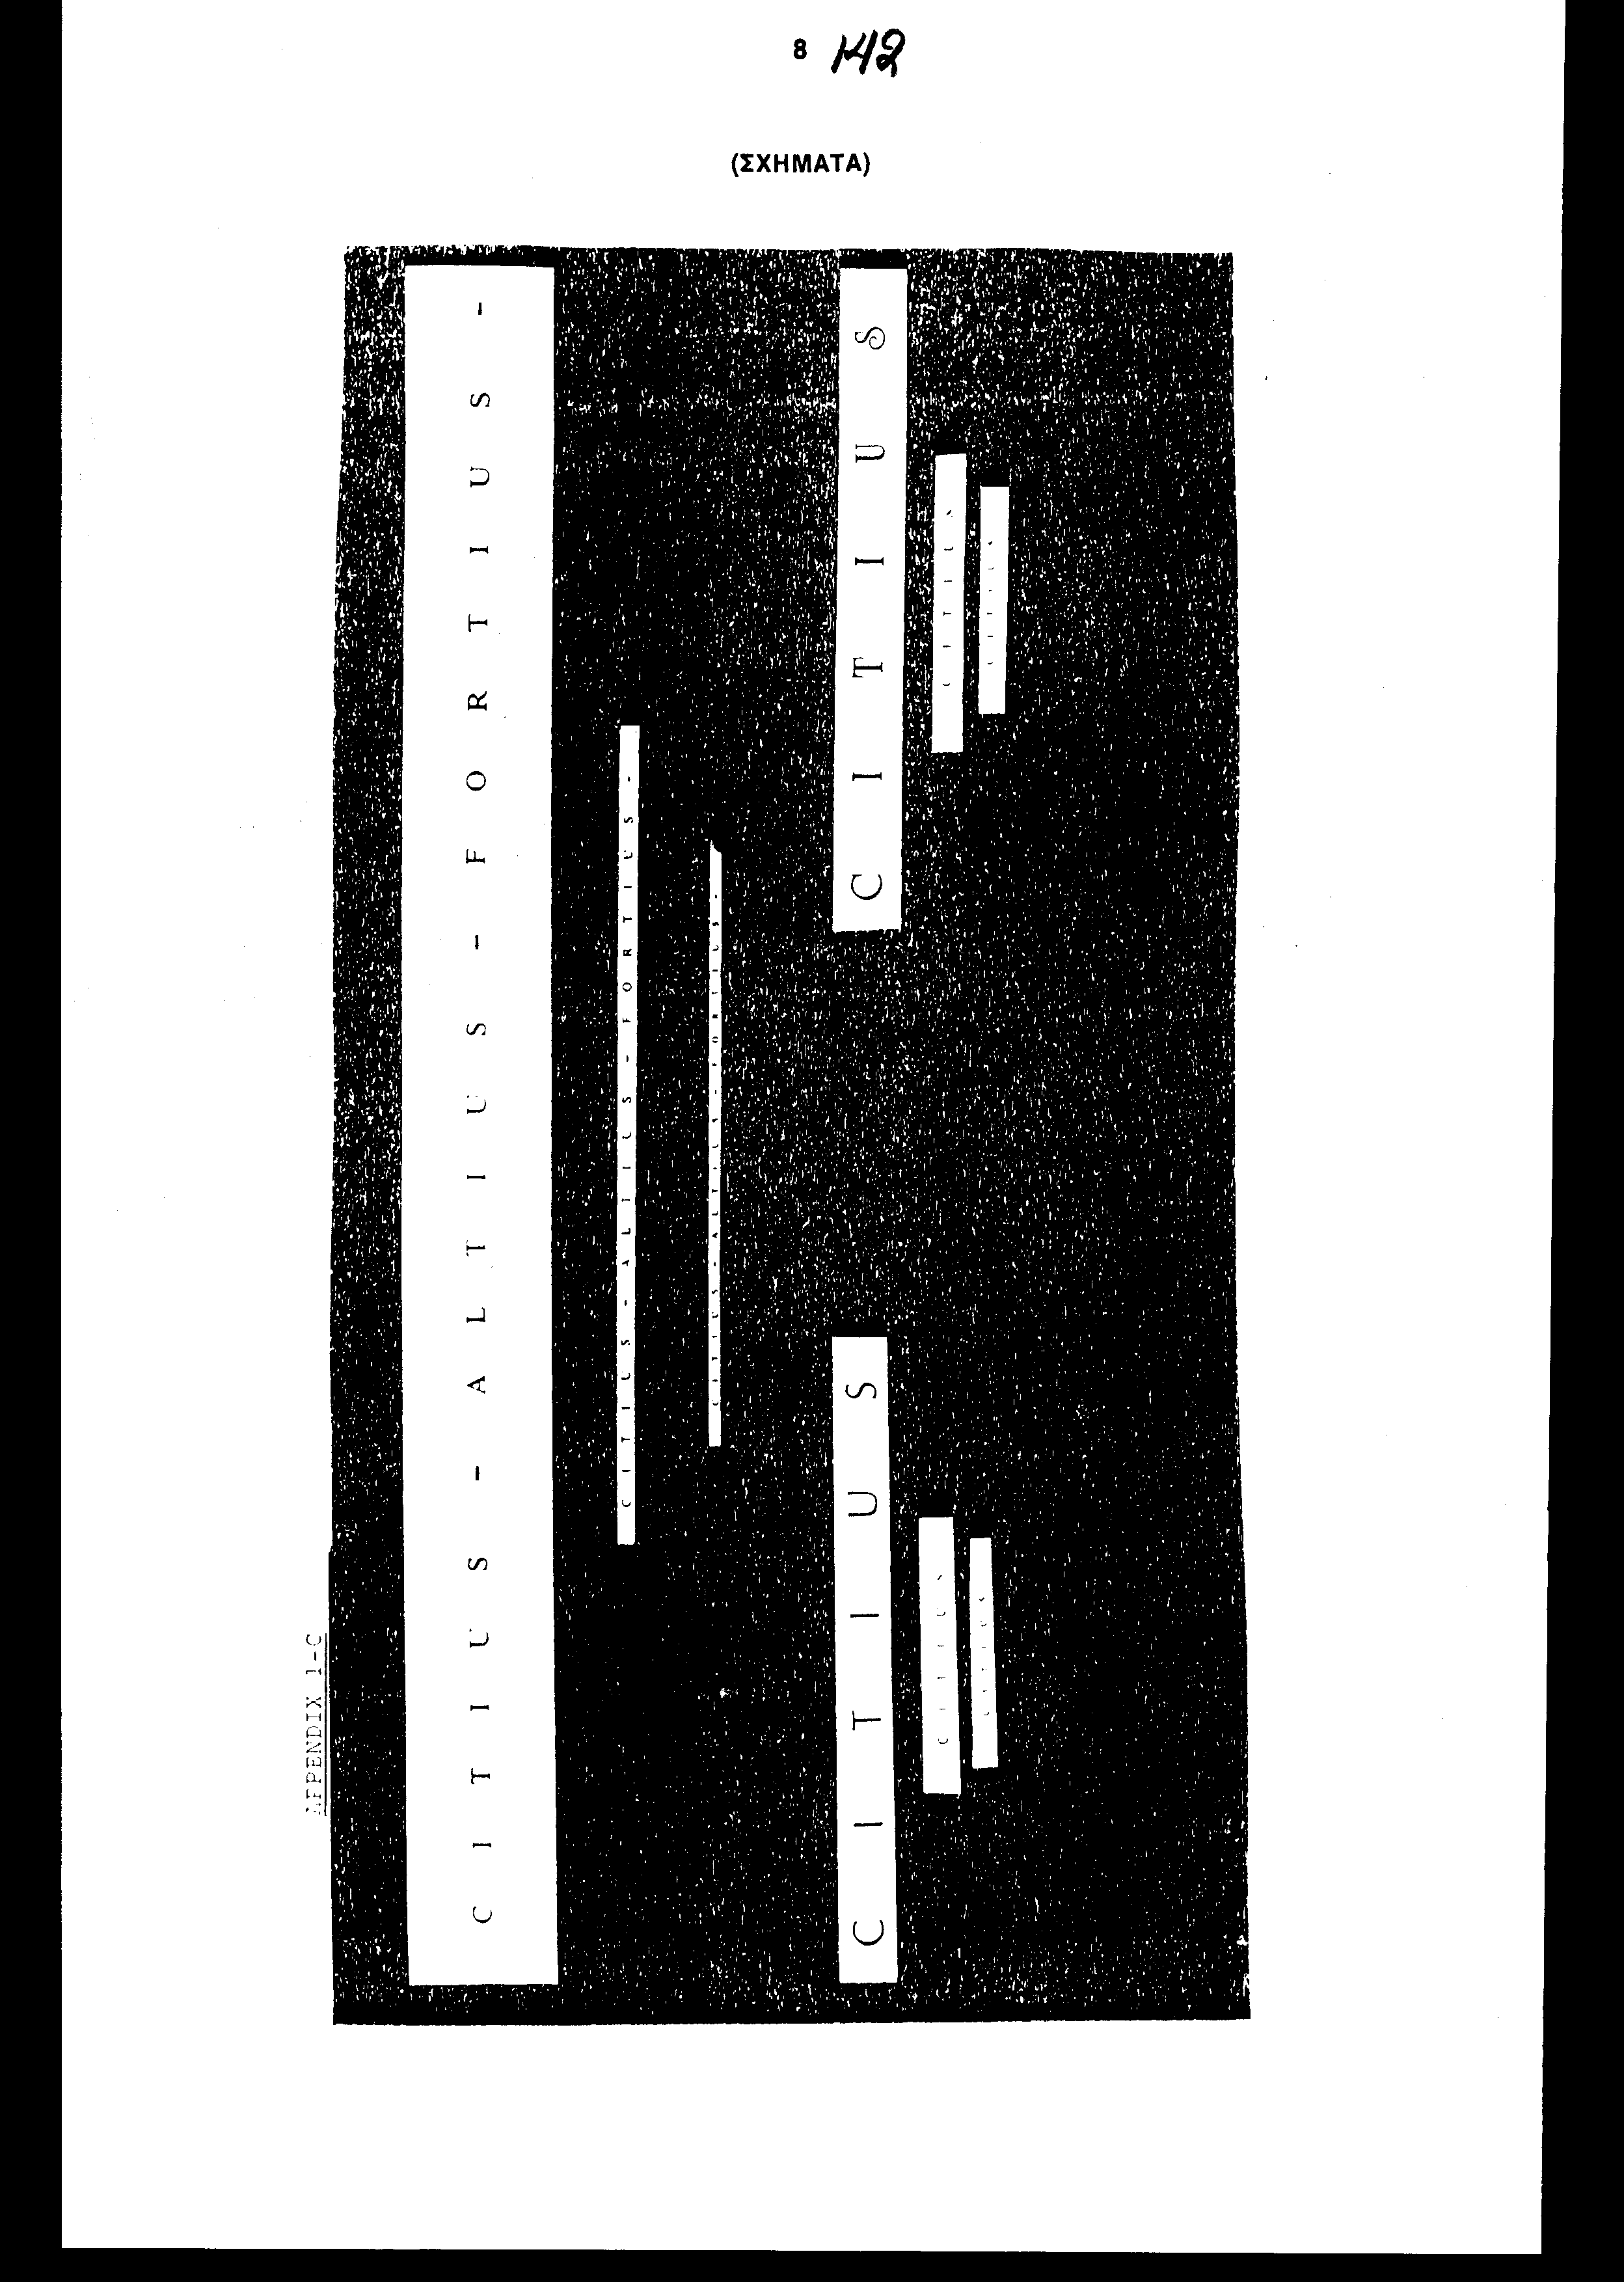 8 142
(ΣΧΗΜΑΤΑ)
APPENDIX 1-C
C I T I U S - A L T I U S - F O R T I U S -
C I T I U S - A L T I U S - F O R T I U S -
C I T I U S - A L T I U S - F O R T I U S -
C I T I U S
C I T I U S